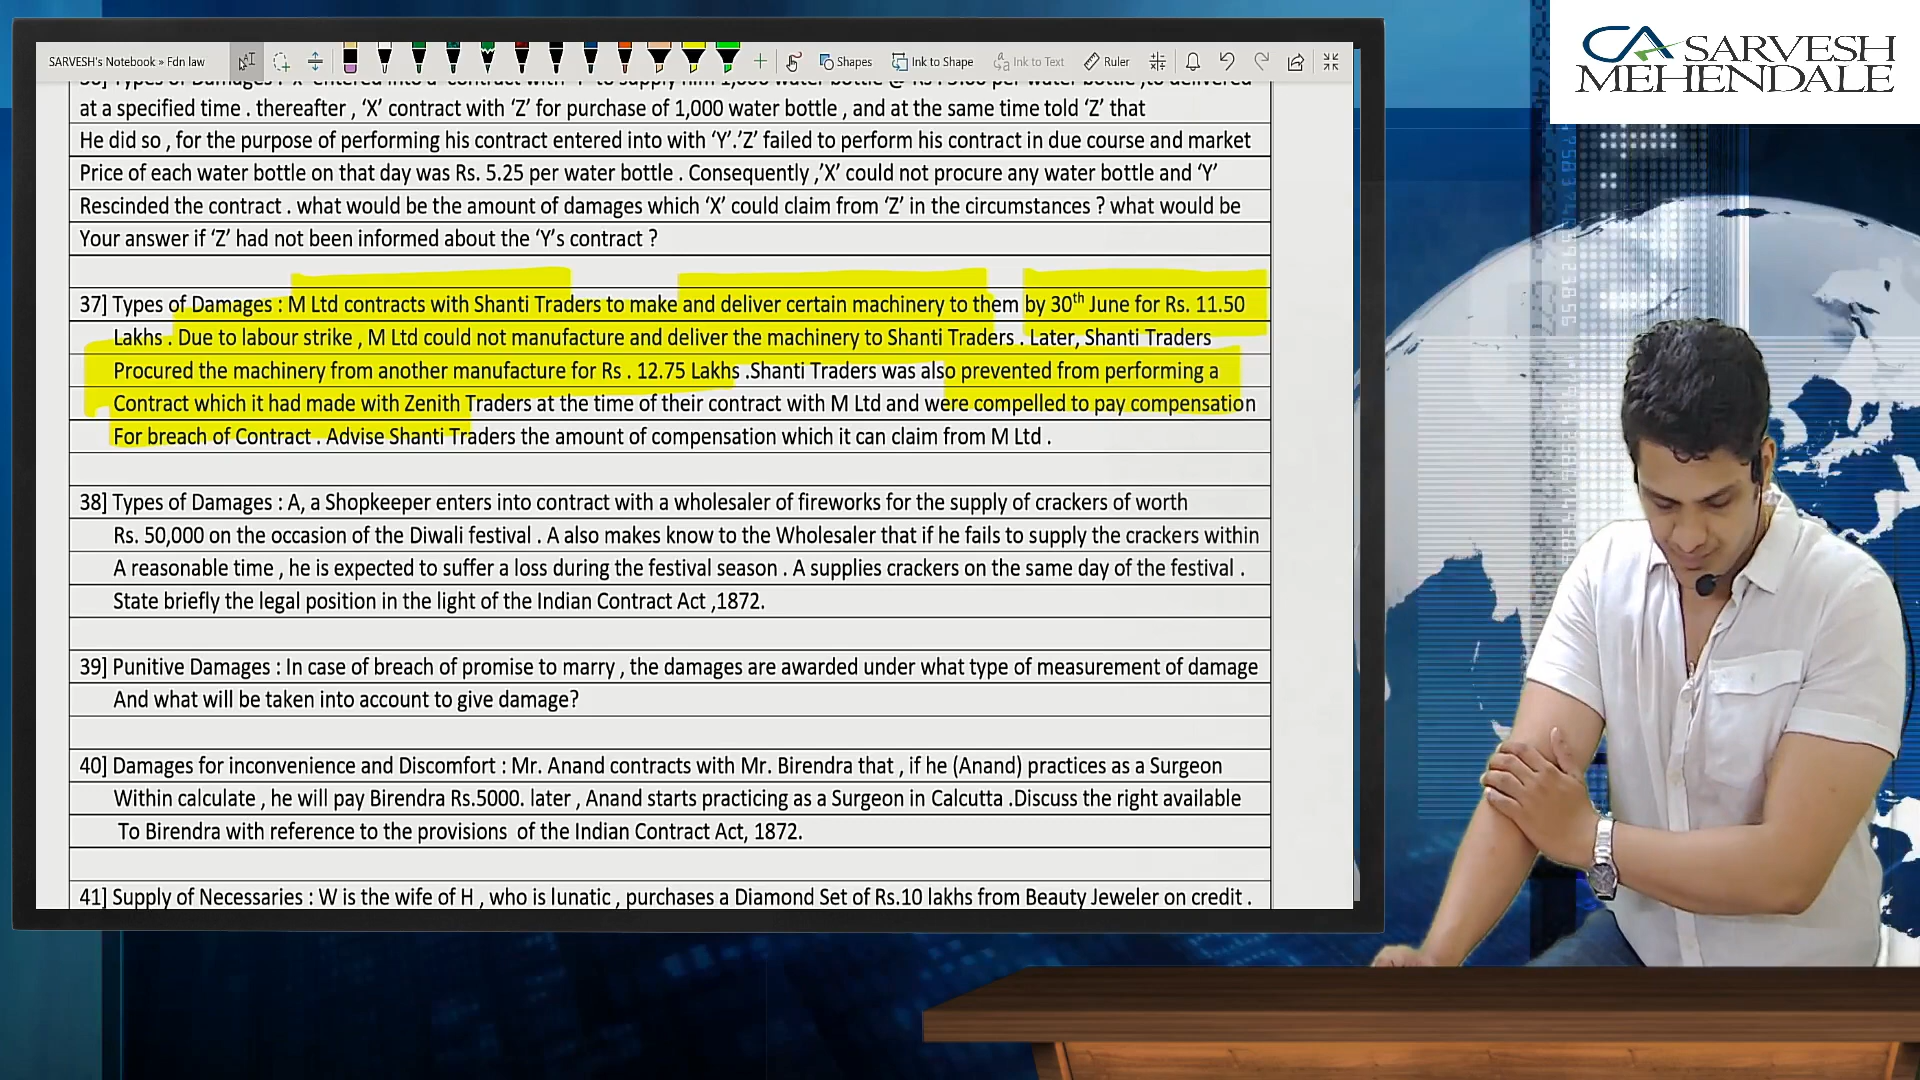 SARVESH's Notebook » Fdn law
Shapes
Ink to Shape
Ink to Text
Ruler
CA SARVESH
MEHENDALE
at a specified time . thereafter , 'X' contract with 'Z' for purchase of 1,000 water bottle , and at the same time told 'Z' that
He did so , for the purpose of performing his contract entered into with 'Y'.'Z' failed to perform his contract in due course and market
Price of each water bottle on that day was Rs. 5.25 per water bottle . Consequently ,'X' could not procure any water bottle and 'Y'
Rescinded the contract . what would be the amount of damages which 'X' could claim from 'Z' in the circumstances ? what would be
Your answer if 'Z' had not been informed about the 'Y's contract ?
37] Types of Damages : M Ltd contracts with Shanti Traders to make and deliver certain machinery to them by 30th June for Rs. 11.50
Lakhs . Due to labour strike , M Ltd could not manufacture and deliver the machinery to Shanti Traders . Later, Shanti Traders
Procured the machinery from another manufacture for Rs . 12.75 Lakhs .Shanti Traders was also prevented from performing a
Contract which it had made with Zenith Traders at the time of their contract with M Ltd and were compelled to pay compensation
For breach of Contract . Advise Shanti Traders the amount of compensation which it can claim from M Ltd .
38] Types of Damages : A, a Shopkeeper enters into contract with a wholesaler of fireworks for the supply of crackers of worth
Rs. 50,000 on the occasion of the Diwali festival . A also makes know to the Wholesaler that if he fails to supply the crackers within
A reasonable time , he is expected to suffer a loss during the festival season . A supplies crackers on the same day of the festival .
State briefly the legal position in the light of the Indian Contract Act ,1872.
39] Punitive Damages : In case of breach of promise to marry , the damages are awarded under what type of measurement of damage
And what will be taken into account to give damage?
40] Damages for inconvenience and Discomfort : Mr. Anand contracts with Mr. Birendra that , if he (Anand) practices as a Surgeon
Within calculate , he will pay Birendra Rs.5000. later , Anand starts practicing as a Surgeon in Calcutta .Discuss the right available
To Birendra with reference to the provisions of the Indian Contract Act, 1872.
41] Supply of Necessaries : W is the wife of H , who is lunatic , purchases a Diamond Set of Rs.10 lakhs from Beauty Jeweler on credit .